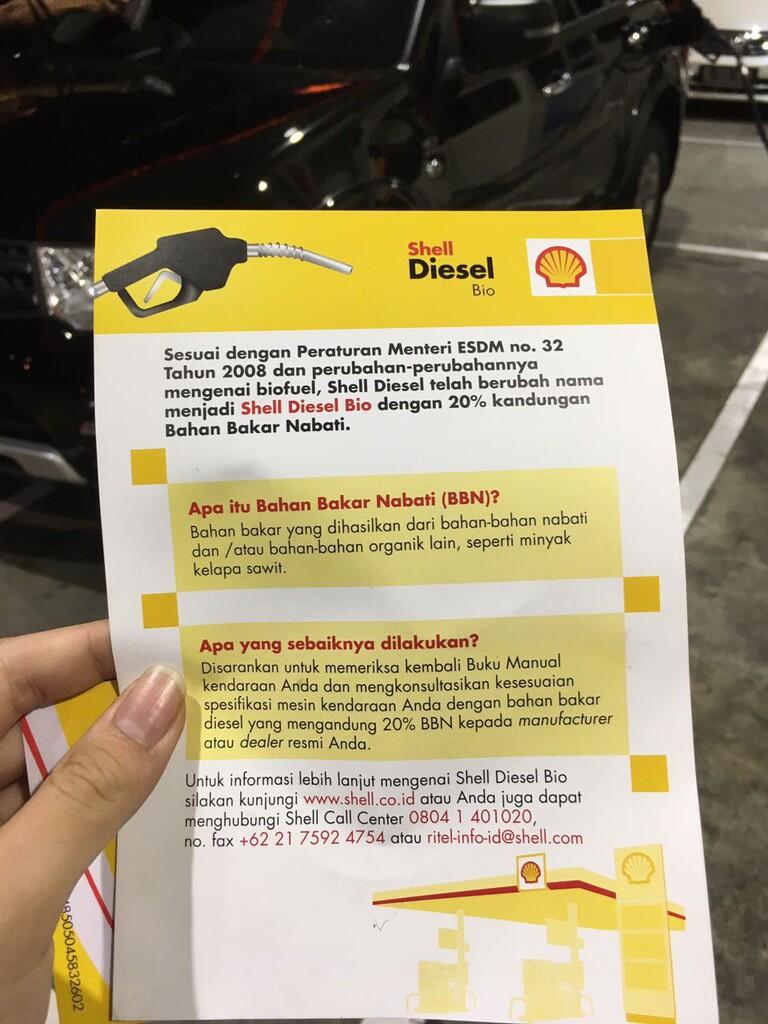 Shell
Diesel
Bio
Sesuai dengan Peraturan Menteri ESDM no. 32
Tahun 2008 dan perubahan-perubahannya
mengenai biofuel, Shell Diesel telah berubah nama
menjadi Shell Diesel Bio dengan 20% kandungan
Bahan Bakar Nabati.
Apa itu Bahan Bakar Nabati (BBN)?
Bahan bakar yang dihasilkan dari bahan-bahan nabati
dan /atau bahan-bahan organik lain, seperti minyak
kelapa sawit.
Apa yang sebaiknya dilakukan?
Disarankan untuk memeriksa kembali Buku Manual
kendaraan Anda dan mengkonsultasikan kesesuaian
spesifikasi mesin kendaraan Anda dengan bahan bakar
diesel yang mengandung 20% BBN kepada manufacturer
atau dealer resmi Anda.
Untuk informasi lebih lanjut mengenai Shell Diesel Bio
silakan kunjungi www.shell.co.id atau Anda juga dapat
menghubungi Shell Call Center 0804 1 401020,
no. fax +62 21 7592 4754 atau ritel-info-id@shell.com
8505045832602